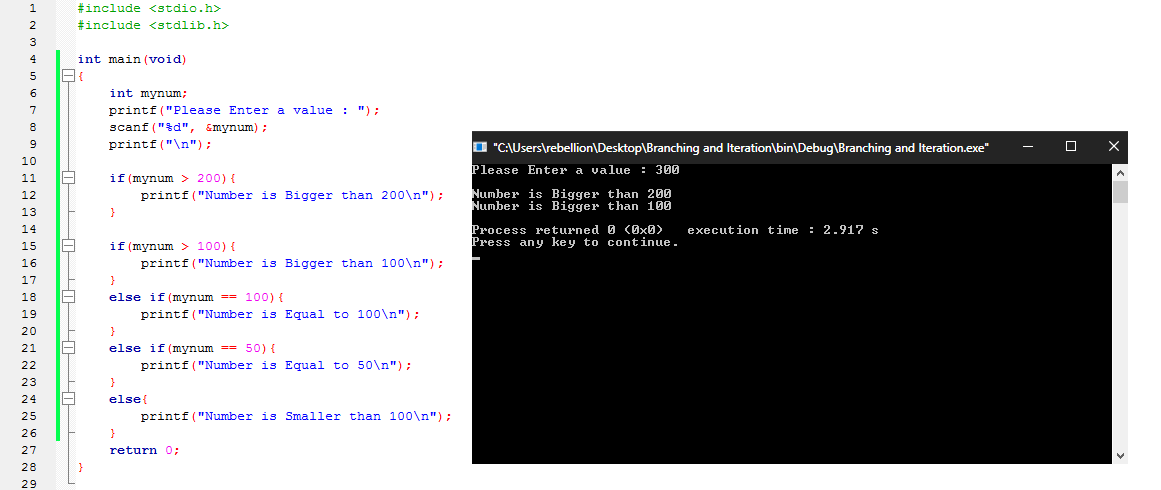 1 #include <stdio.h>
2 #include <stdlib.h>
3
4 int main(void)
5 {
6 int mynum;
7 printf("Please Enter a value : ");
8 scanf("%d", &mynum);
9 printf("\n");
10
11 if(mynum > 200){
12 printf("Number is Bigger than 200\n");
13 }
14
15 if(mynum > 100){
16 printf("Number is Bigger than 100\n");
17 }
18 else if(mynum == 100){
19 printf("Number is Equal to 100\n");
20 }
21 else if(mynum == 50){
22 printf("Number is Equal to 50\n");
23 }
24 else{
25 printf("Number is Smaller than 100\n");
26 }
27 return 0;
28 }
29
"C:\Users\rebellion\Desktop\Branching and Iteration\bin\Debug\Branching and Iteration.exe"
Please Enter a value : 300
Number is Bigger than 200
Number is Bigger than 100
Process returned 0 (0x0) execution time : 2.917 s
Press any key to continue.